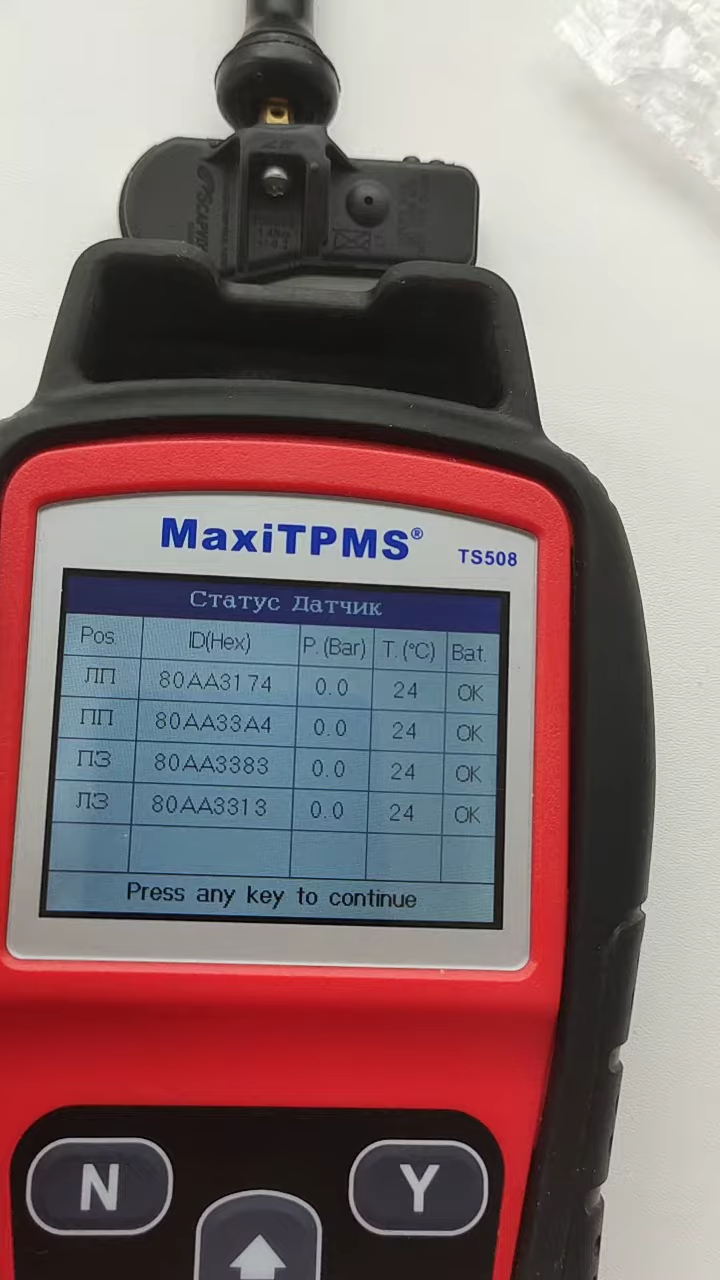 MaxiTPMS®
TS508
Статус Датчик
Pos. ID(Hex) P.(Bar) T.(°C) Bat.
ЛП 80AA3174 0.0 24 OK
ПП 80AA33A4 0.0 24 OK
ПЗ 80AA3383 0.0 24 OK
ЛЗ 80AA3313 0.0 24 OK
Press any key to continue
N Y